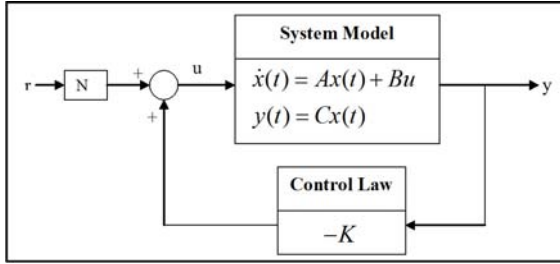 System Model
ẋ(t) = Ax(t) + Bu
y(t) = Cx(t)
r
N
+
+
u
y
Control Law
−K